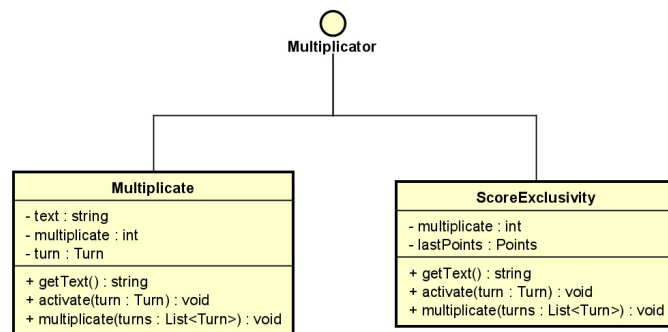 Multiplicator
Multiplicate
- text : string
- multiplicate : int
- turn : Turn
+ getText() : string
+ activate(turn : Turn) : void
+ multiplicate(turns : List<Turn>) : void
ScoreExclusivity
- multiplicate : int
- lastPoints : Points
+ getText() : string
+ activate(turn : Turn) : void
+ multiplicate(turns : List<Turn>) : void